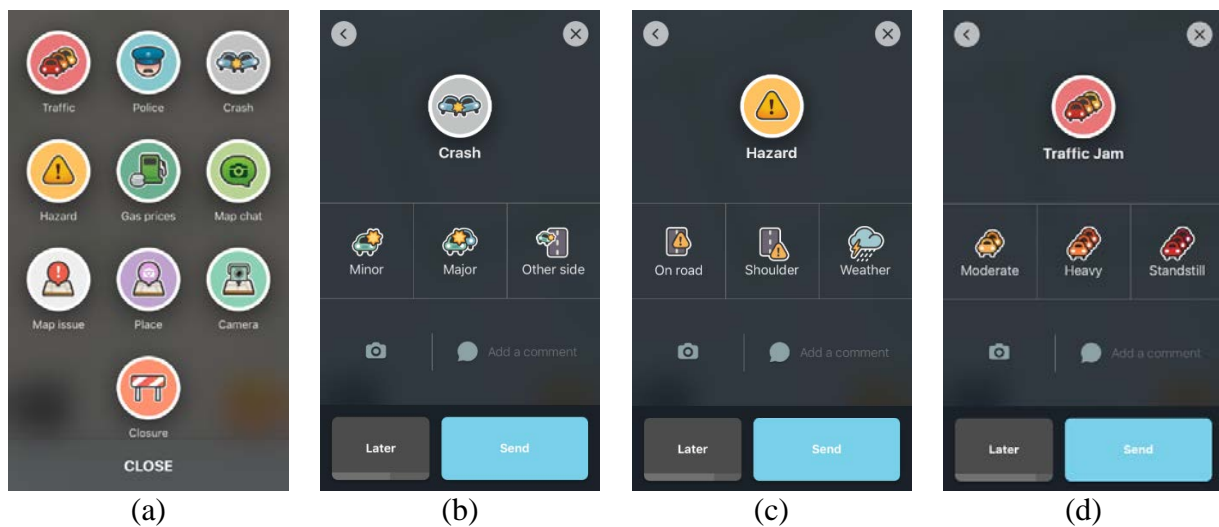 Traffic Police Crash
Hazard Gas prices Map chat
Map issue Place Camera
Closure
CLOSE
(a)
Crash
Minor Major Other side
Add a comment
Later Send
(b)
Hazard
On road Shoulder Weather
Add a comment
Later Send
(c)
Traffic Jam
Moderate Heavy Standstill
Add a comment
Later Send
(d)